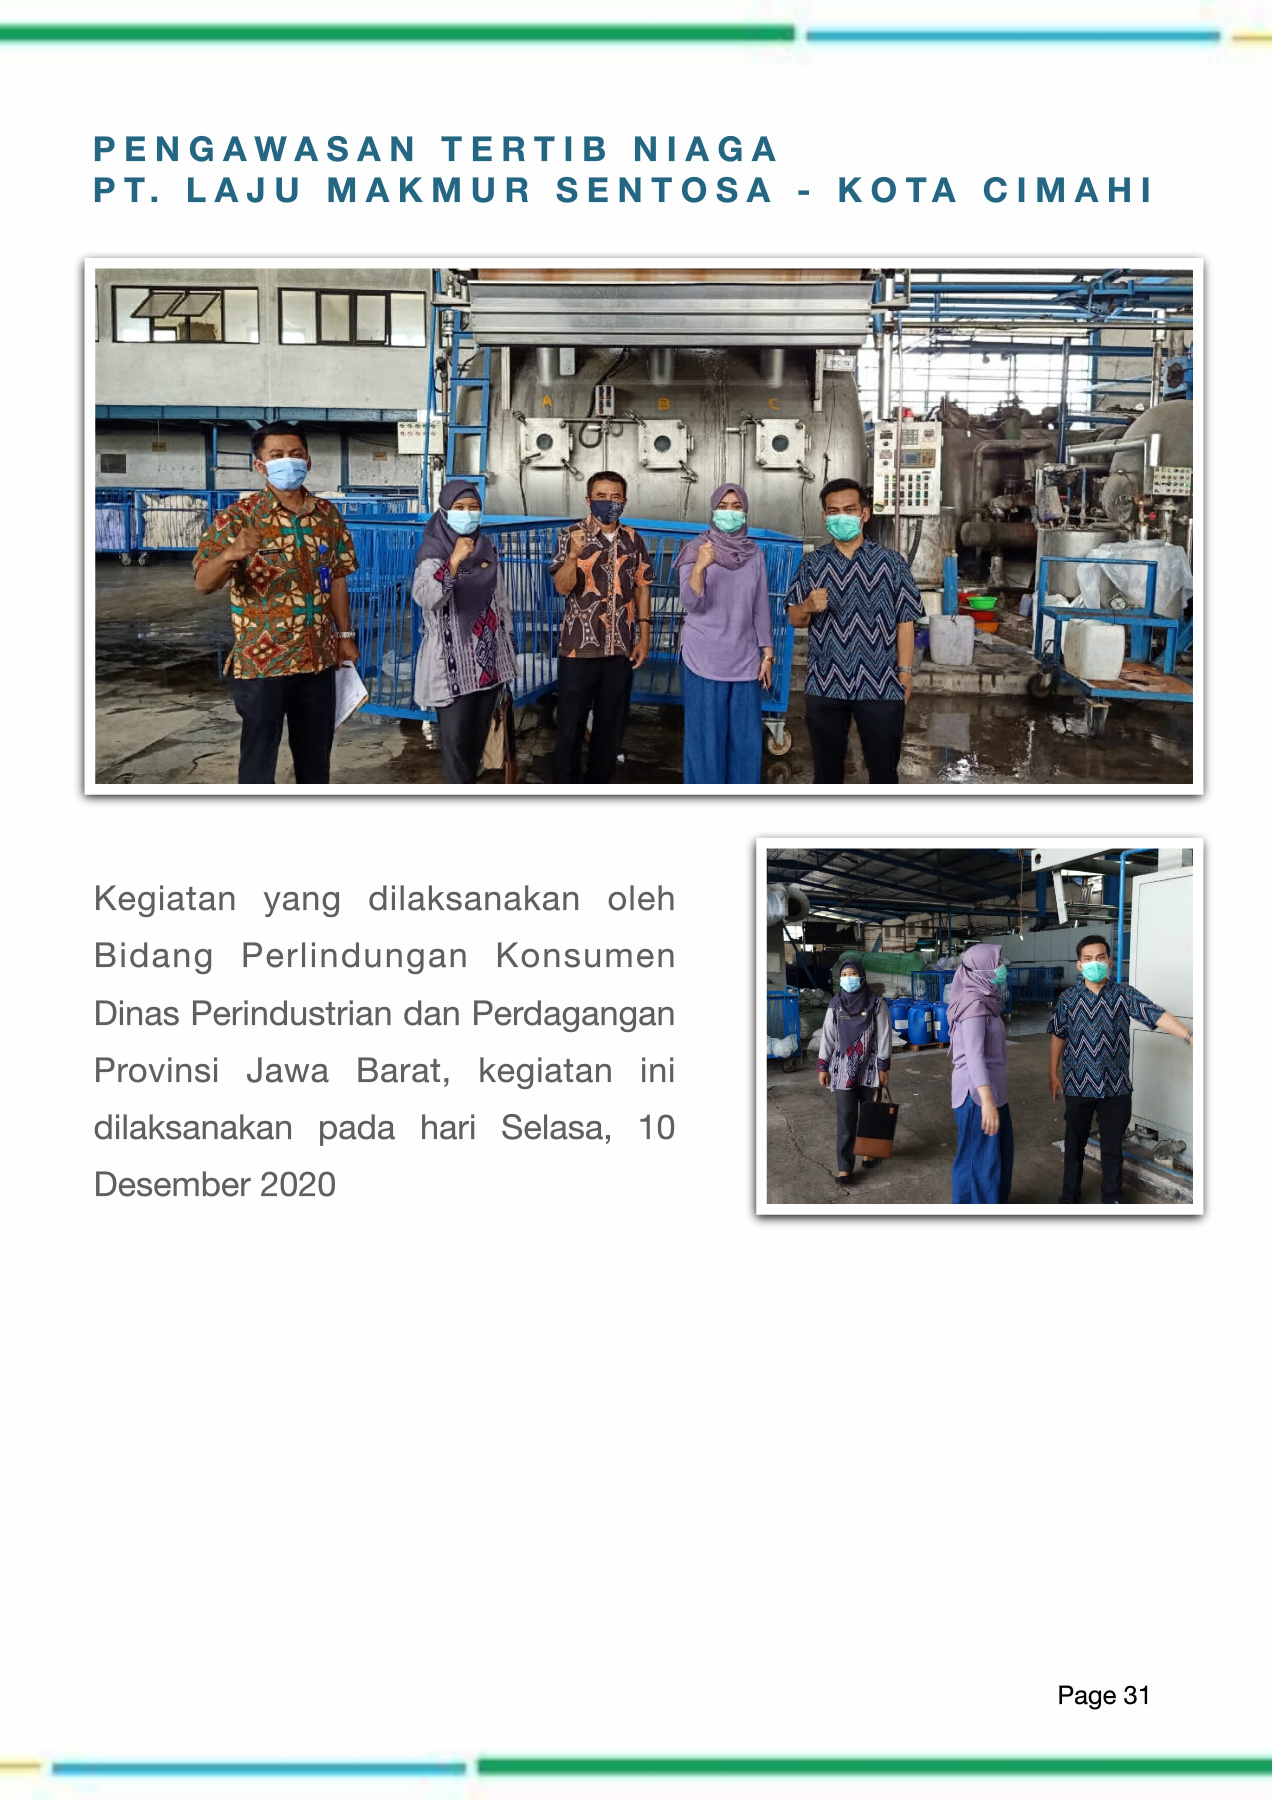 PENGAWASAN TERTIB NIAGA
PT. LAJU MAKMUR SENTOSA - KOTA CIMAHI
A
B
C
Kegiatan yang dilaksanakan oleh
Bidang Perlindungan Konsumen
Dinas Perindustrian dan Perdagangan
Provinsi Jawa Barat, kegiatan ini
dilaksanakan pada hari Selasa, 10
Desember 2020
Page 31